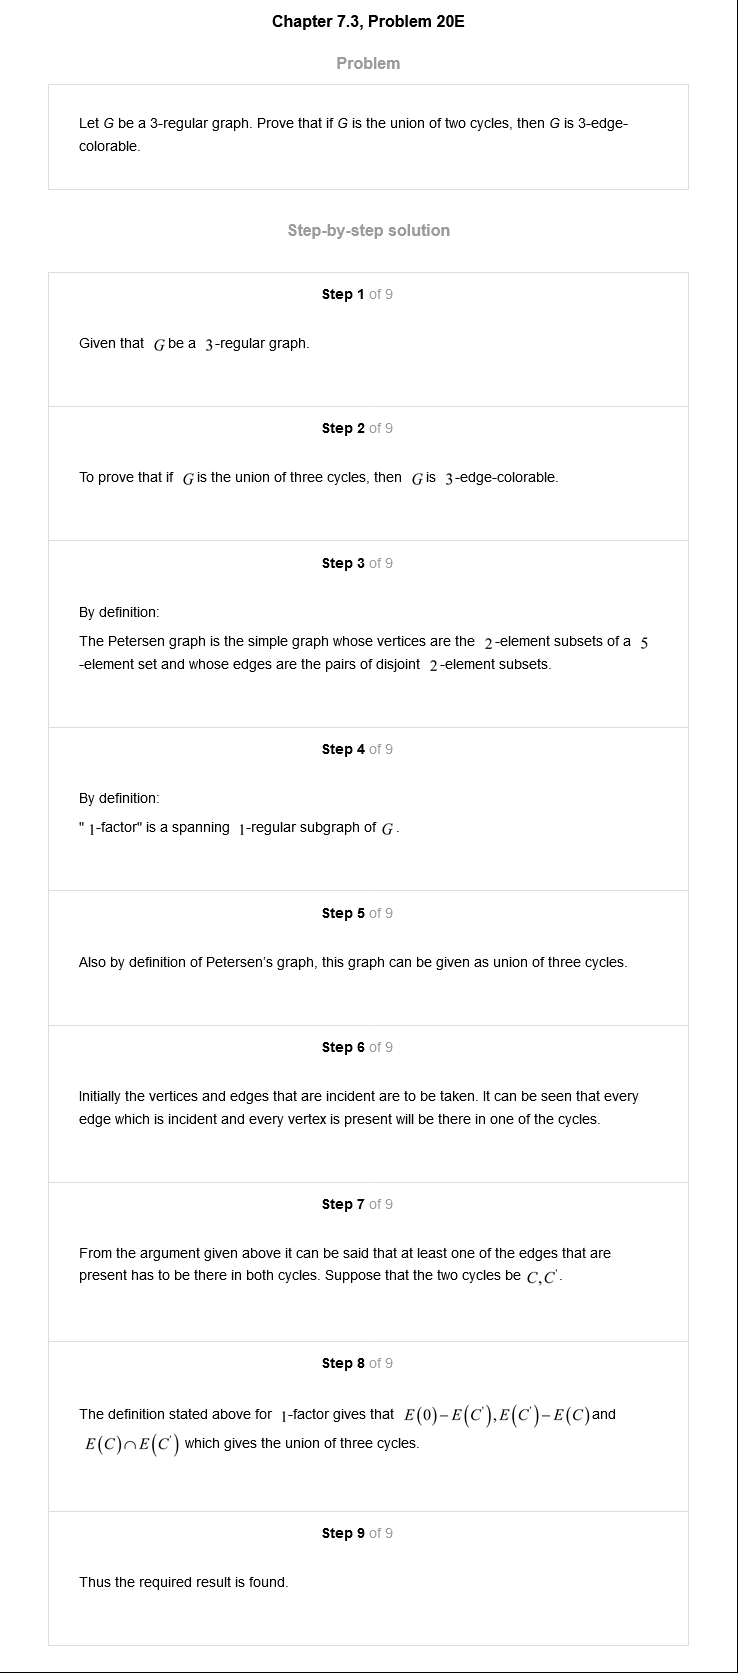 Chapter 7.3, Problem 20E
Problem
Let G be a 3-regular graph. Prove that if G is the union of two cycles, then G is 3-edge-
colorable.
Step-by-step solution
Step 1 of 9
Given that G be a 3-regular graph.
Step 2 of 9
To prove that if G is the union of three cycles, then G is 3-edge-colorable.
Step 3 of 9
By definition:
The Petersen graph is the simple graph whose vertices are the 2-element subsets of a 5
-element set and whose edges are the pairs of disjoint 2-element subsets.
Step 4 of 9
By definition:
" 1-factor" is a spanning 1-regular subgraph of G.
Step 5 of 9
Also by definition of Petersen's graph, this graph can be given as union of three cycles.
Step 6 of 9
Initially the vertices and edges that are incident are to be taken. It can be seen that every
edge which is incident and every vertex is present will be there in one of the cycles.
Step 7 of 9
From the argument given above it can be said that at least one of the edges that are
present has to be there in both cycles. Suppose that the two cycles be C,C'.
Step 8 of 9
The definition stated above for 1-factor gives that E(0)−E(C'),E(C')−E(C)and
E(C)∩E(C') which gives the union of three cycles.
Step 9 of 9
Thus the required result is found.